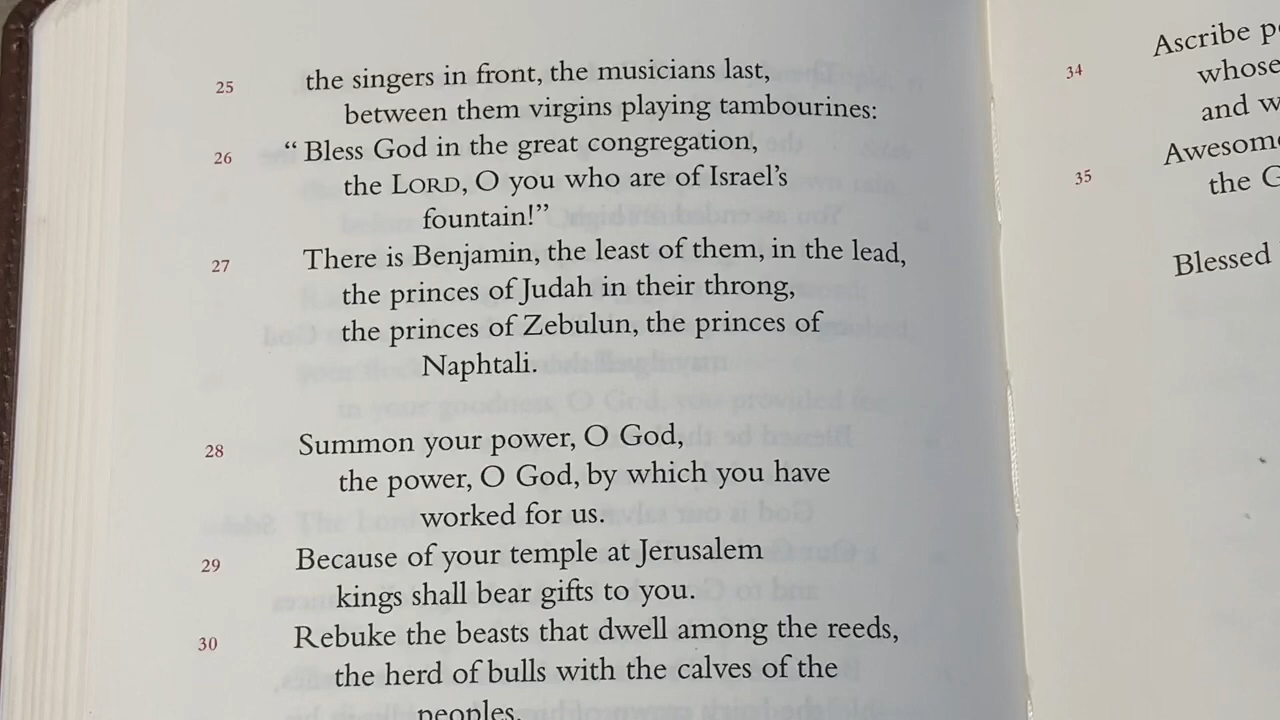 25 the singers in front, the musicians last,
between them virgins playing tambourines:
26 “ Bless God in the great congregation,
the LORD, O you who are of Israel’s
fountain!”
27 There is Benjamin, the least of them, in the lead,
the princes of Judah in their throng,
the princes of Zebulun, the princes of
Naphtali.
28 Summon your power, O God,
the power, O God, by which you have
worked for us.
29 Because of your temple at Jerusalem
kings shall bear gifts to you.
30 Rebuke the beasts that dwell among the reeds,
the herd of bulls with the calves of the
peoples.
Ascribe
34 whose
and
35
the
Blessed